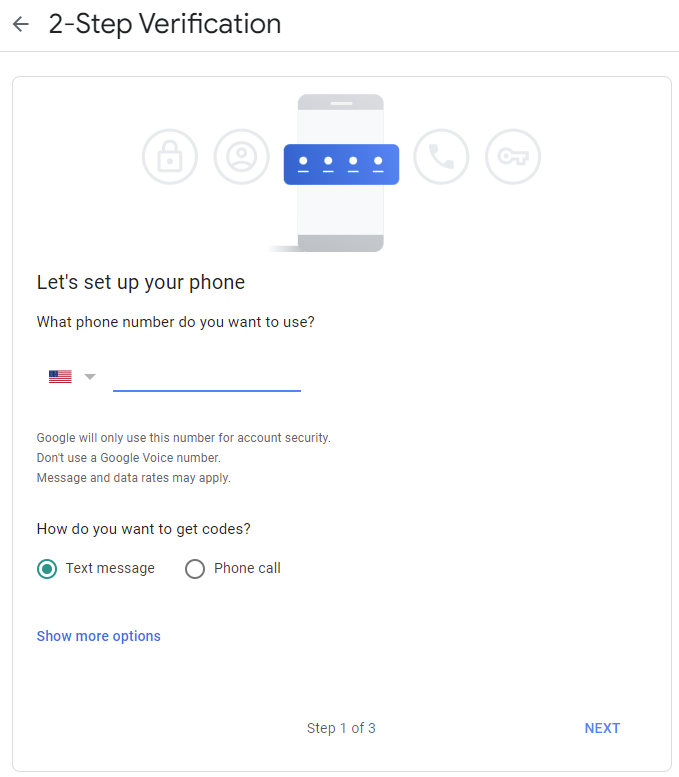 2-Step Verification
Let's set up your phone
What phone number do you want to use?
Google will only use this number for account security.
Don't use a Google Voice number.
Message and data rates may apply.
How do you want to get codes?
Text message Phone call
Show more options
Step 1 of 3 NEXT